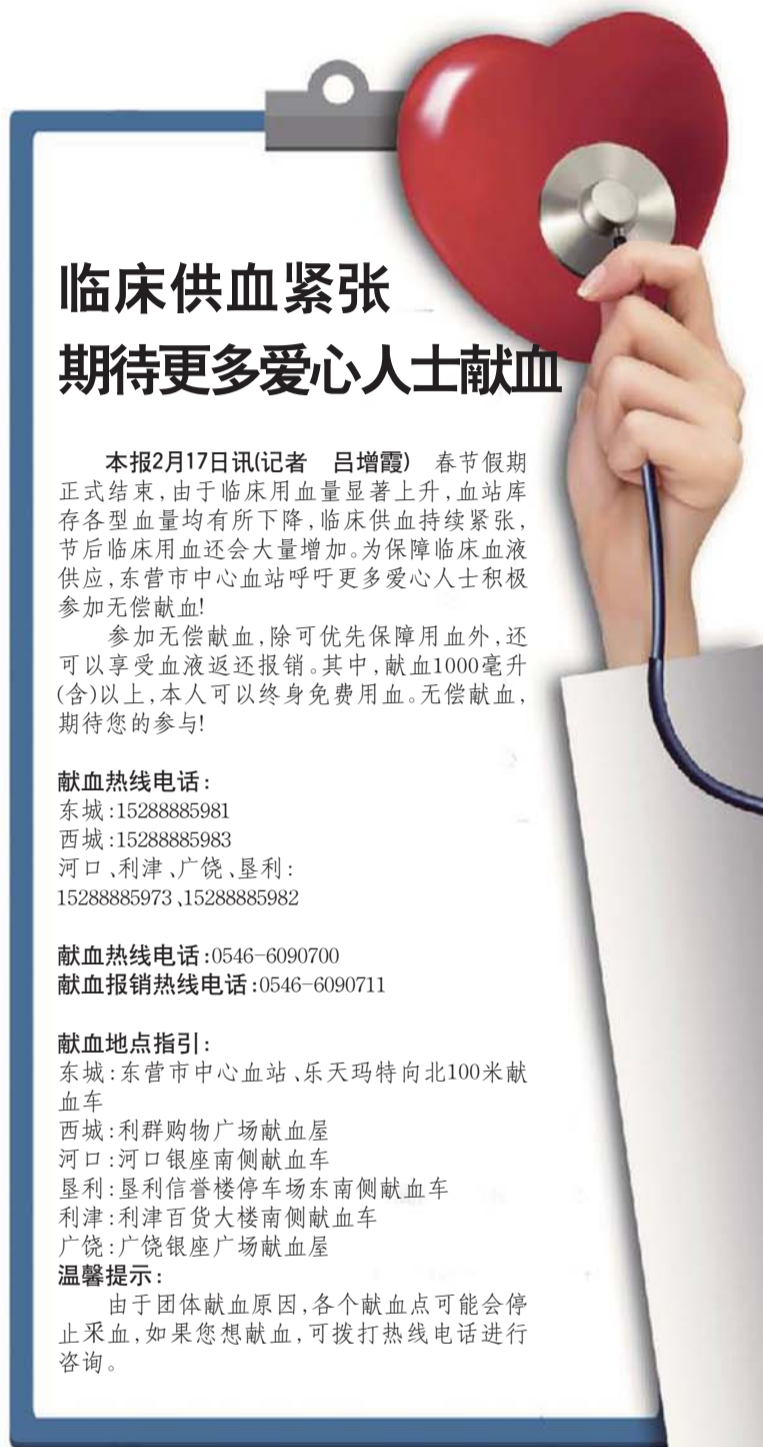 临床供血紧张
期待更多爱心人士献血
本报2月17日讯(记者　吕增霞)　春节假期
正式结束,由于临床用血量显著上升,血站库
存各型血量均有所下降,临床供血持续紧张,
节后临床用血还会大量增加。为保障临床血液
供应,东营市中心血站呼吁更多爱心人士积极
参加无偿献血!
参加无偿献血,除可优先保障用血外,还
可以享受血液返还报销。其中,献血1000毫升
(含)以上,本人可以终身免费用血。无偿献血,
期待您的参与!
献血热线电话:
东城:15288885981
西城:15288885983
河口、利津、广饶、垦利:
15288885973、15288885982
献血热线电话:0546-6090700
献血报销热线电话:0546-6090711
献血地点指引:
东城:东营市中心血站、乐天玛特向北100米献
血车
西城:利群购物广场献血屋
河口:河口银座南侧献血车
垦利:垦利信誉楼停车场东南侧献血车
利津:利津百货大楼南侧献血车
广饶:广饶银座广场献血屋
温馨提示:
由于团体献血原因,各个献血点可能会停
止采血,如果您想献血,可拨打热线电话进行
咨询。